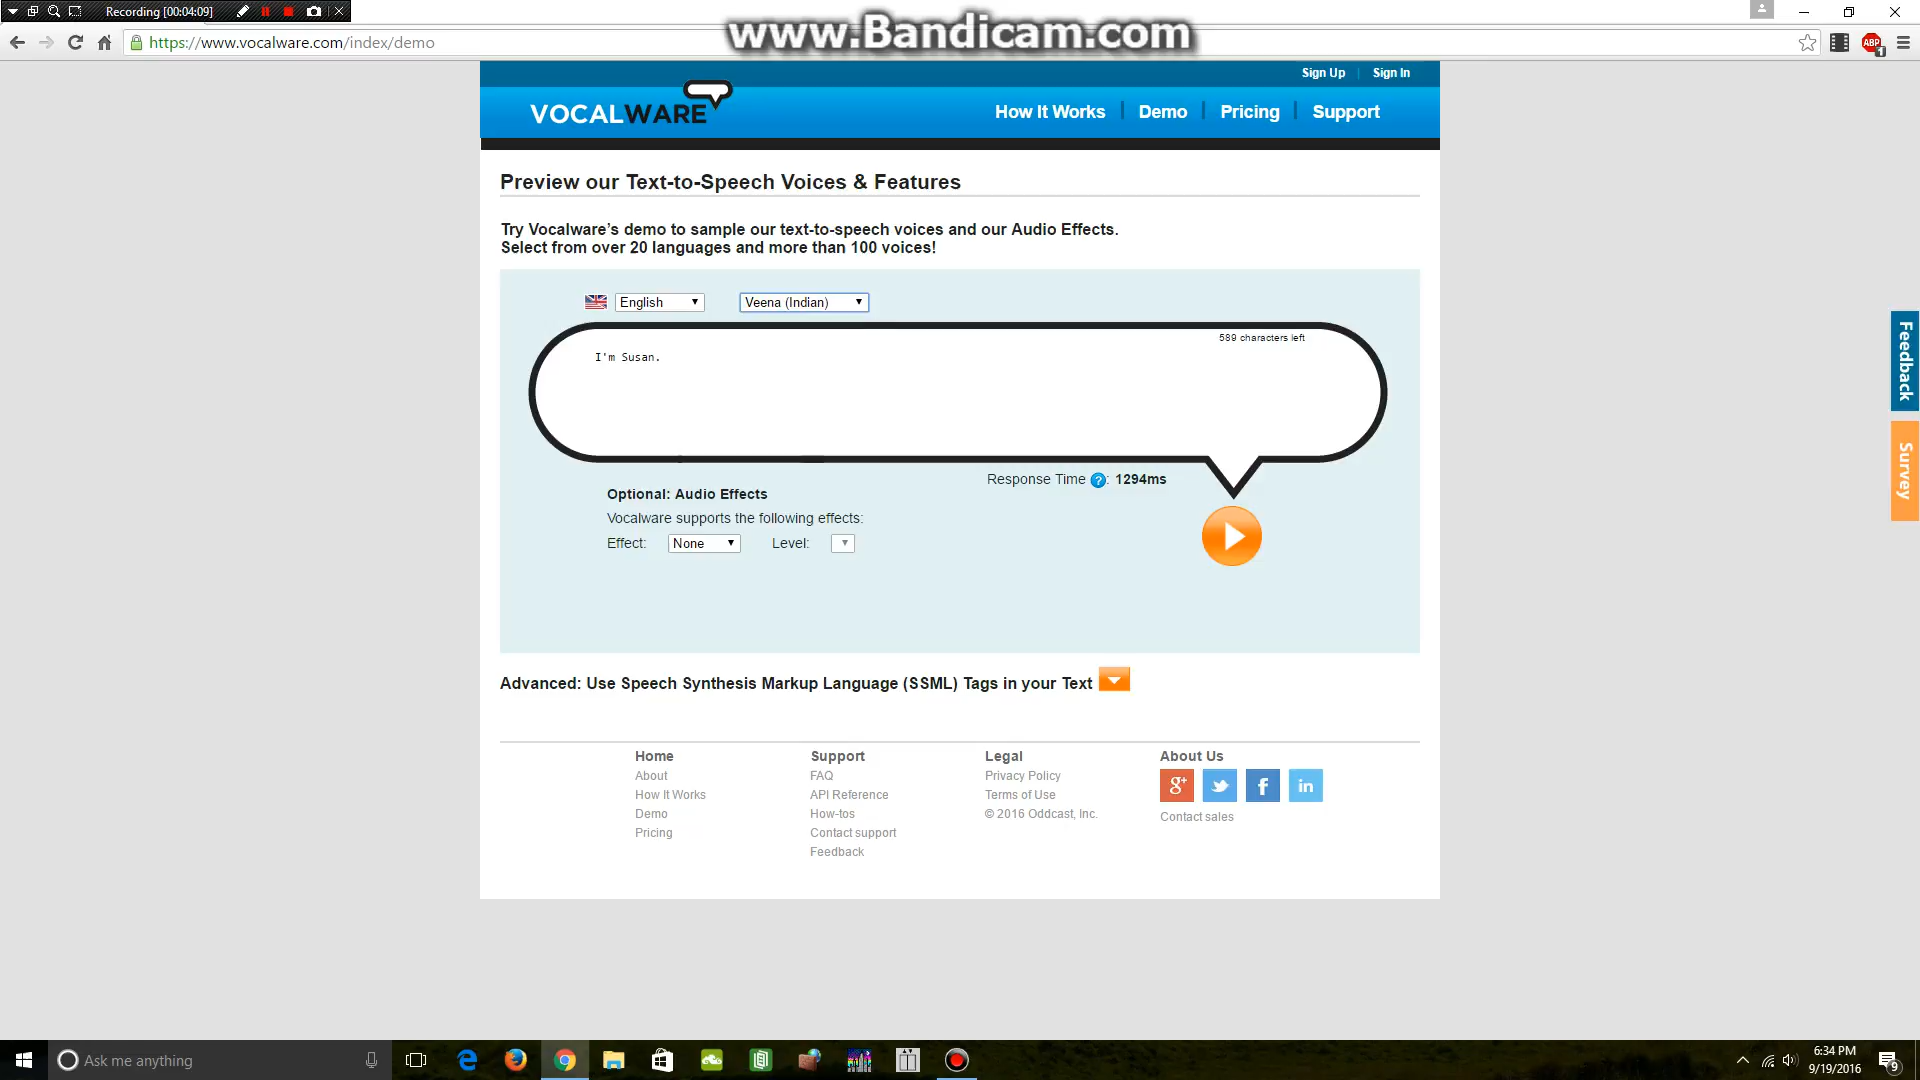 Recording [00:04:09]
www.Bandicam.com
https://www.vocalware.com/index/demo
ABP
1
Sign Up
Sign In
VOCALWARE
How It Works
Demo
Pricing
Support
Preview our Text-to-Speech Voices & Features
Try Vocalware's demo to sample our text-to-speech voices and our Audio Effects.
Select from over 20 languages and more than 100 voices!
English
Veena (Indian)
589 characters left
I'm Susan.
Response Time ? : 1294ms
Optional: Audio Effects
Vocalware supports the following effects:
Effect: None Level:
Feedback
Survey
Advanced: Use Speech Synthesis Markup Language (SSML) Tags in your Text
Home
About
How It Works
Demo
Pricing
Support
FAQ
API Reference
How-tos
Contact support
Feedback
Legal
Privacy Policy
Terms of Use
© 2016 Oddcast, Inc.
About Us
g+
f
in
Contact sales
Ask me anything
6:34 PM
9/19/2016
9